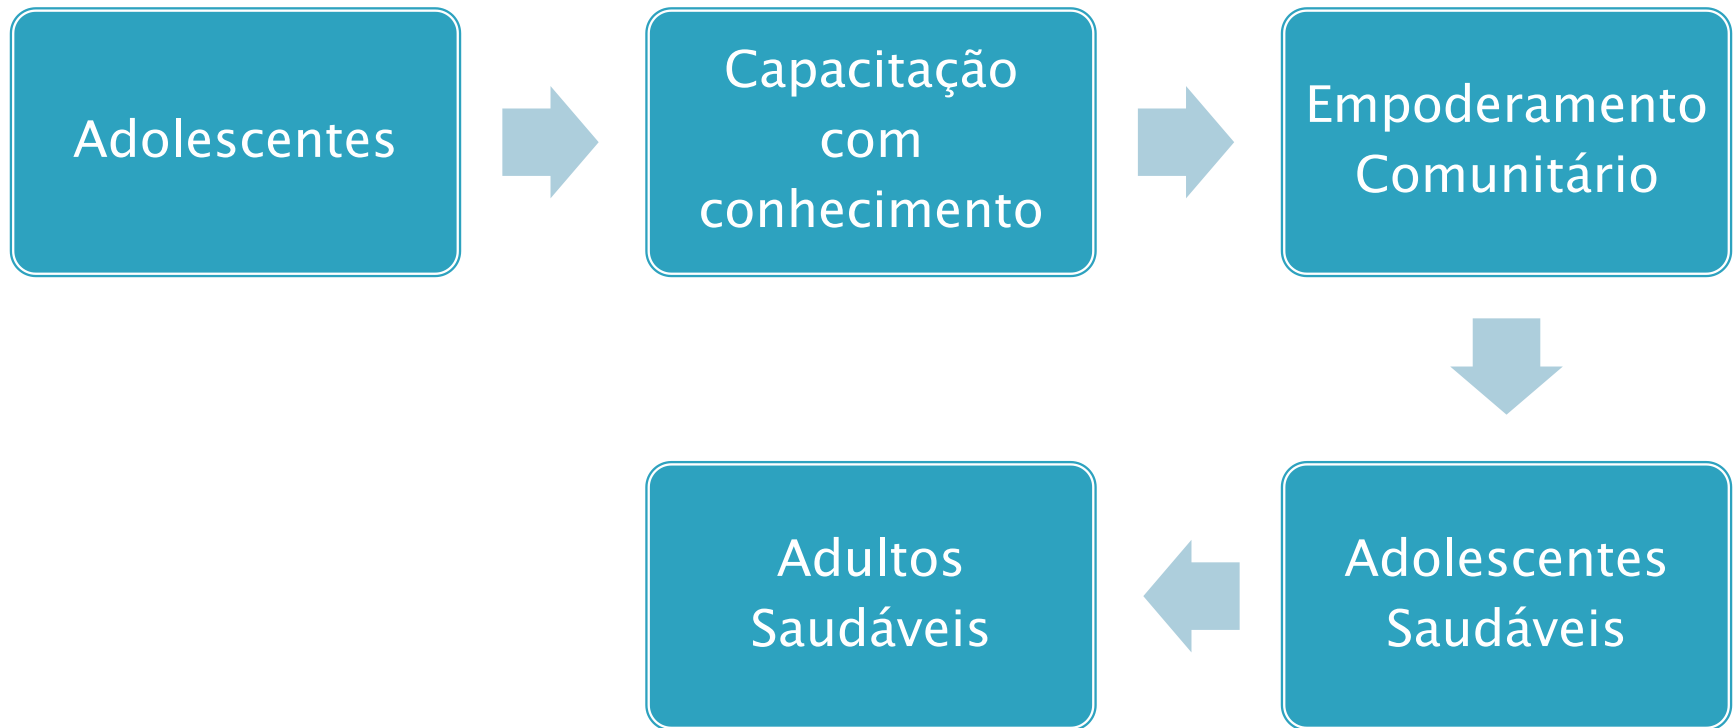 Adolescentes
Capacitação
com
conhecimento
Empoderamento
Comunitário
Adolescentes
Saudáveis
Adultos
Saudáveis